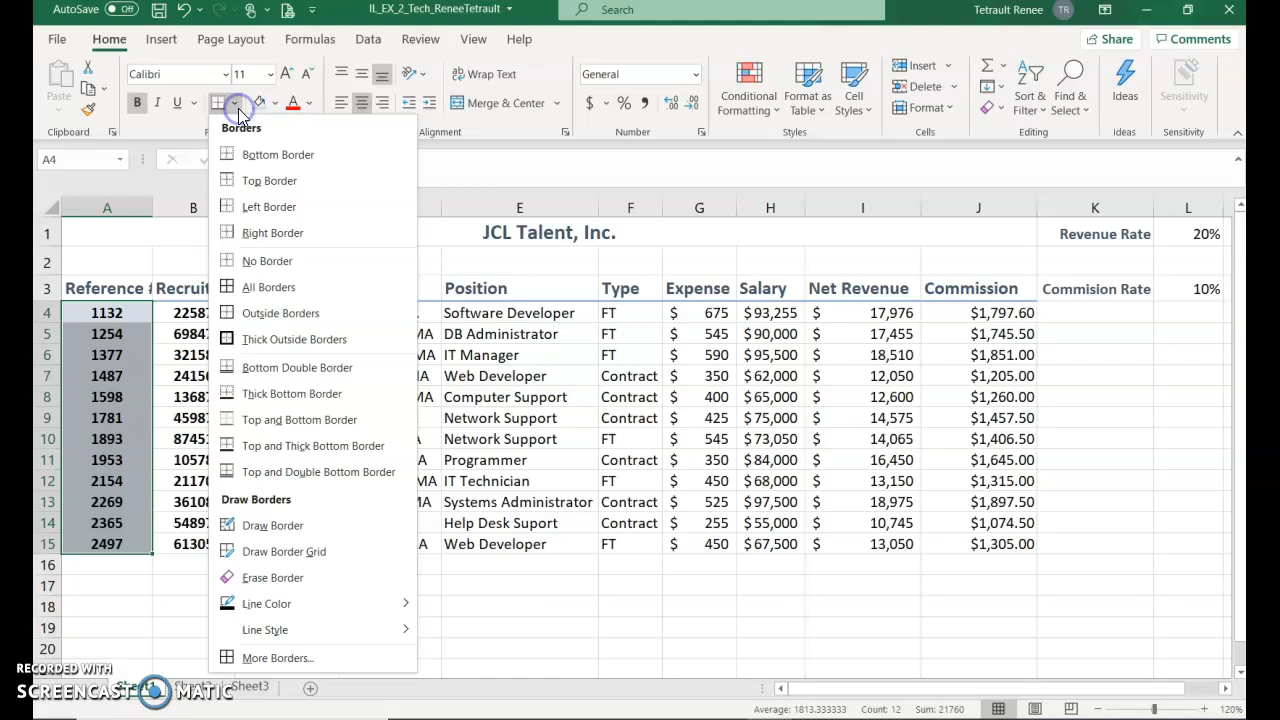 AutoSave Off IL_EX_2_Tech_ReneeTetrault Search Tetrault Renee TR
File Home Insert Page Layout Formulas Data Review View Help Share Comments
Calibri 11 Wrap Text General Insert
Paste B I U Merge & Center $ % Conditional Formatting Format as Table Cell Styles Delete Format Sort & Filter Find & Select Ideas Sensitivity
Clipboard Alignment Number Styles Cells Editing Ideas Sensitivity
A4
Borders
Bottom Border
Top Border
Left Border
Right Border
No Border
All Borders
Outside Borders
Thick Outside Borders
Bottom Double Border
Thick Bottom Border
Top and Bottom Border
Top and Thick Bottom Border
Top and Double Bottom Border
Draw Borders
Draw Border
Draw Border Grid
Erase Border
Line Color
Line Style
More Borders...
A B E F G H I J K L
1 JCL Talent, Inc. Revenue Rate 20%
2
3 Reference # Recruit Position Type Expense Salary Net Revenue Commission Commision Rate 10%
4 1132 22587 Software Developer FT $ 675 $ 93,255 $ 17,976 $1,797.60
5 1254 69847 MA DB Administrator FT $ 545 $ 90,000 $ 17,455 $1,745.50
6 1377 32158 MA IT Manager FT $ 590 $ 95,500 $ 18,510 $1,851.00
7 1487 24156 Web Developer Contract $ 350 $ 62,000 $ 12,050 $1,205.00
8 1598 13687 MA Computer Support Contract $ 400 $ 65,000 $ 12,600 $1,260.00
9 1781 45987 Network Support Contract $ 425 $ 75,000 $ 14,575 $1,457.50
10 1893 Network Support FT $ 545 $ 73,050 $ 14,065 $1,406.50
11 1953 10578 Programmer Contract $ 350 $ 84,000 $ 16,450 $1,645.00
12 2154 21170 MA IT Technician FT $ 450 $ 68,000 $ 13,150 $1,315.00
13 2269 36108 Systems Administrator Contract $ 525 $ 97,500 $ 18,975 $1,897.50
14 2365 54897 Help Desk Suport Contract $ 255 $ 55,000 $ 10,745 $1,074.50
15 2497 61305 Web Developer FT $ 450 $ 67,500 $ 13,050 $1,305.00
16
17
18
19
20
RECORDED WITH
SCREENCAST MATIC
Sheet1 Sheet3
Average: 1813.333333 Count: 12 Sum: 21760 120%